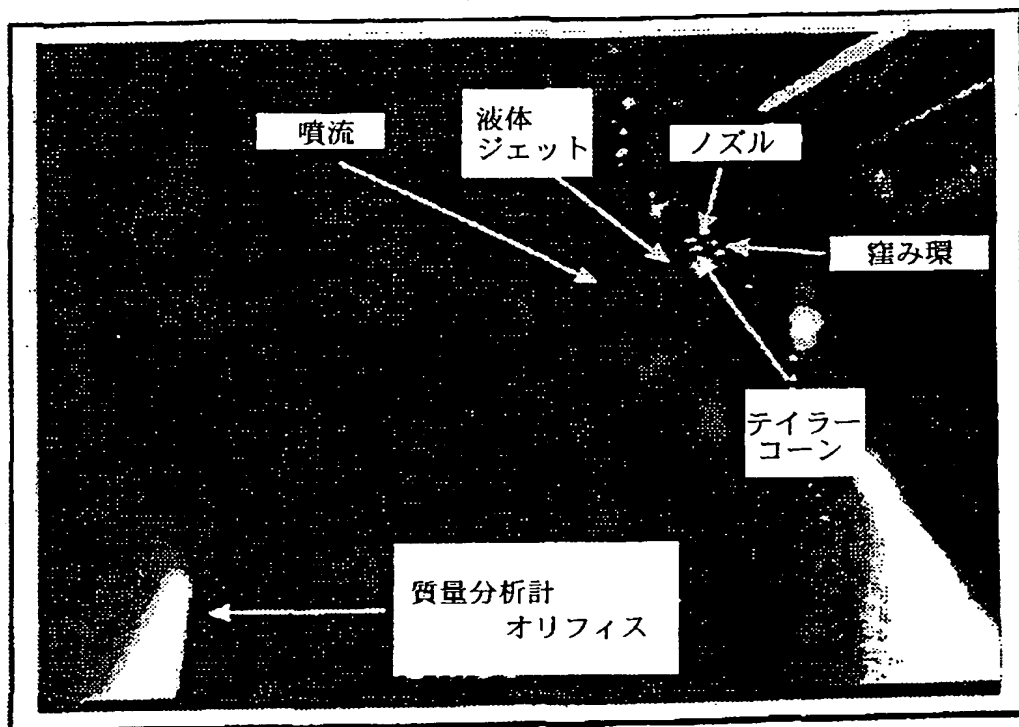 噴流
液体
ジェット
ノズル
窪み環
テイラー
コーン
質量分析計
オリフィス